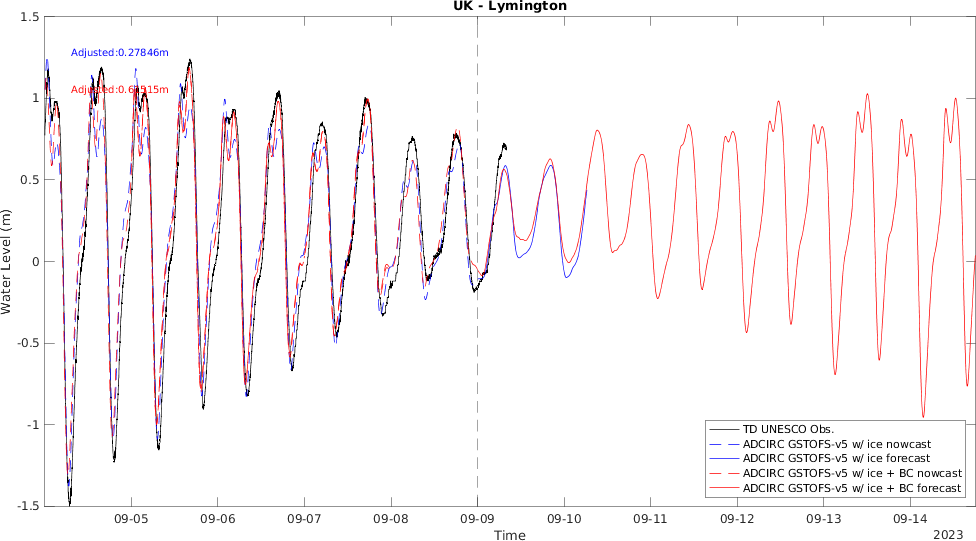 UK - Lymington
1.5
1
0.5
0
-0.5
-1
-1.5
Water Level (m)
Adjusted:0.27846m
TD UNESCO Obs.
ADCIRC GSTOFS-v5 w/ ice nowcast
ADCIRC GSTOFS-v5 w/ ice forecast
ADCIRC GSTOFS-v5 w/ ice + BC nowcast
ADCIRC GSTOFS-v5 w/ ice + BC forecast
09-05 09-06 09-07 09-08 09-09 09-10 09-11 09-12 09-13 09-14
Time
2023